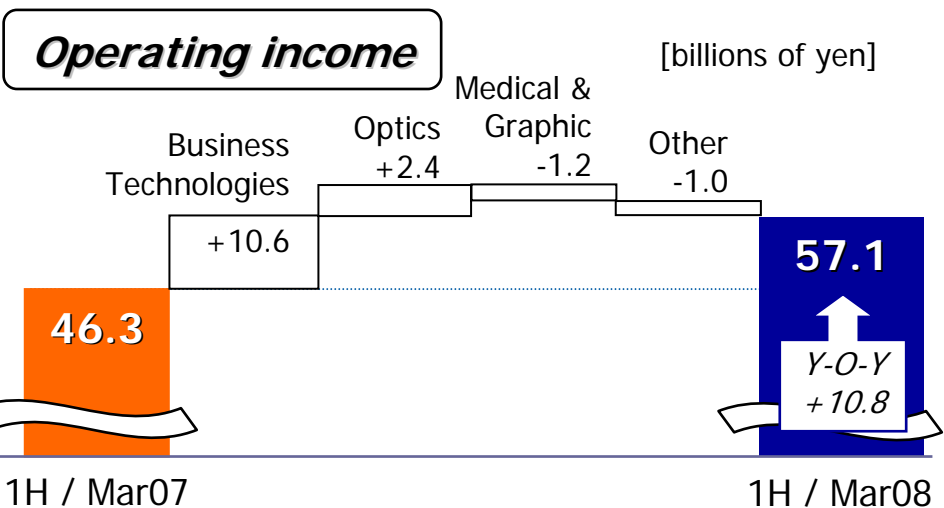 Operating income
[billions of yen]
Business
Technologies
+10.6
Optics
+2.4
Medical &
Graphic
-1.2
Other
-1.0
46.3
57.1
Y-O-Y
+10.8
1H / Mar07
1H / Mar08